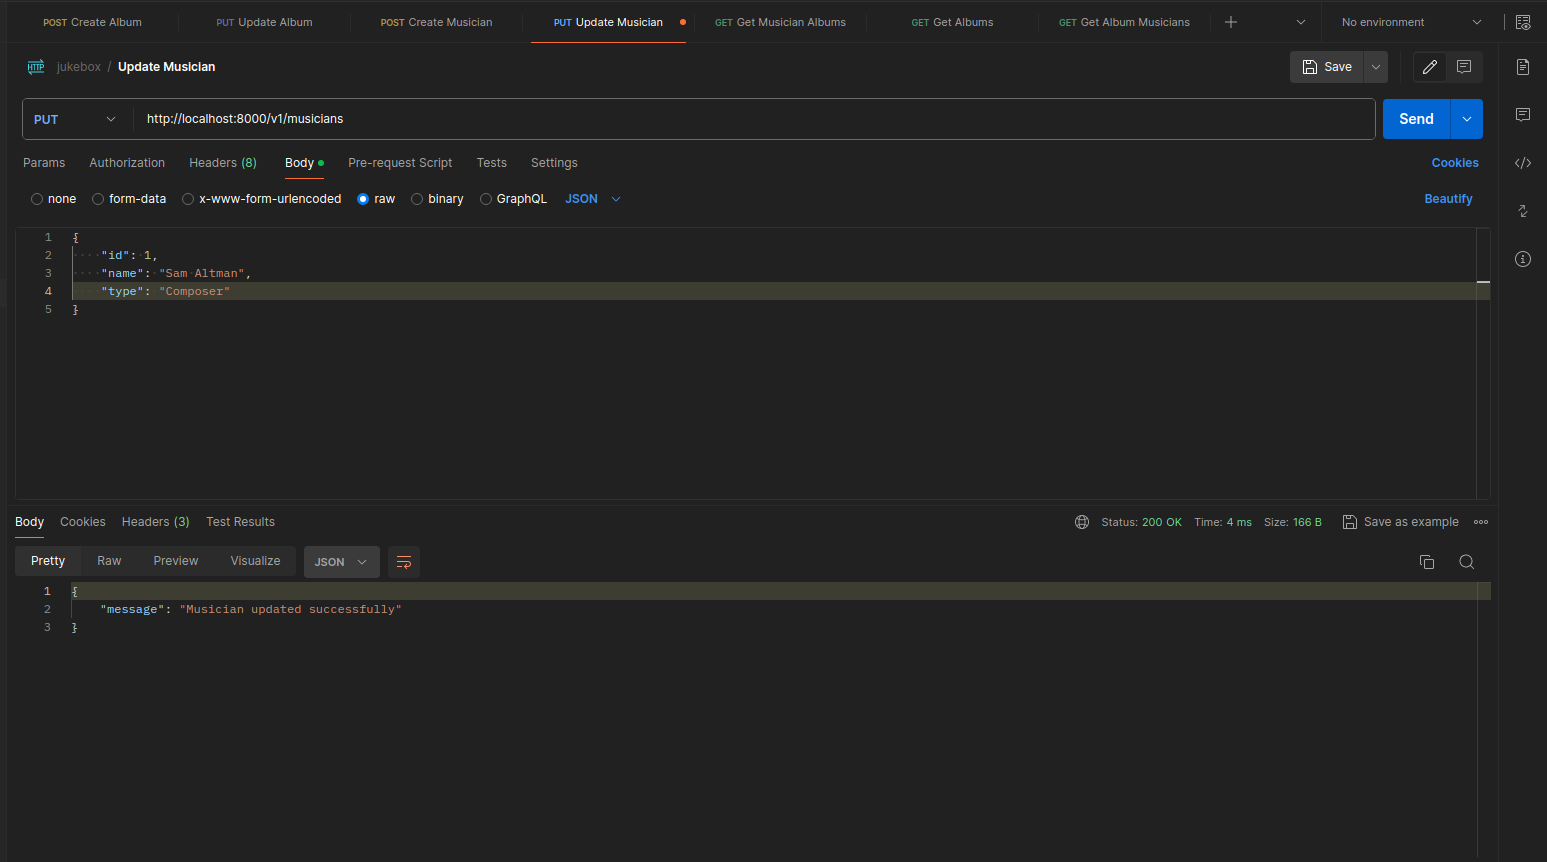 POST Create Album PUT Update Album POST Create Musician PUT Update Musician GET Get Musician Albums GET Get Albums GET Get Album Musicians No environment
HTTP jukebox / Update Musician Save
PUT http://localhost:8000/v1/musicians Send
Params Authorization Headers (8) Body Pre-request Script Tests Settings Cookies
none form-data x-www-form-urlencoded raw binary GraphQL JSON Beautify
1 {
2 "id": 1,
3 "name": "Sam Altman",
4 "type": "Composer"
5 }
Body Cookies Headers (3) Test Results Status: 200 OK Time: 4 ms Size: 166 B Save as example
Pretty Raw Preview Visualize JSON
1 {
2 "message": "Musician updated successfully"
3 }